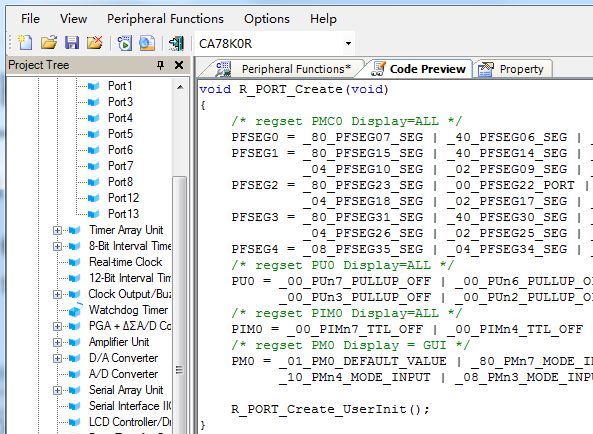 File View Peripheral Functions Options Help
CA78K0R
Project Tree
Peripheral Functions* Code Preview Property
Port1
Port3
Port4
Port5
Port6
Port7
Port8
Port12
Port13
Timer Array Unit
8-Bit Interval Time
Real-time Clock
12-Bit Interval Tim
Clock Output/Buz
Watchdog Timer
PGA + ΔΣA/D Co
Amplifier Unit
D/A Converter
A/D Converter
Serial Array Unit
Serial Interface IIC
LCD Controller/Dr
void R_PORT_Create(void)
{
/* regset PMC0 Display=ALL */
PFSEG0 = _80_PFSEG07_SEG | _40_PFSEG06_SEG | _
PFSEG1 = _80_PFSEG15_SEG | _40_PFSEG14_SEG | _
_04_PFSEG10_SEG | _02_PFSEG09_SEG | _
PFSEG2 = _80_PFSEG23_SEG | _00_PFSEG22_PORT |
_04_PFSEG18_SEG | _02_PFSEG17_SEG | _
PFSEG3 = _80_PFSEG31_SEG | _40_PFSEG30_SEG | _
_04_PFSEG26_SEG | _02_PFSEG25_SEG | _
PFSEG4 = _08_PFSEG35_SEG | _04_PFSEG34_SEG | _
/* regset PU0 Display=ALL */
PU0 = _00_PUn7_PULLUP_OFF | _00_PUn6_PULLUP_OF
_00_PUn3_PULLUP_OFF | _00_PUn2_PULLUP_OF
/* regset PIM0 Display=ALL */
PIM0 = _00_PIMn7_TTL_OFF | _00_PIMn4_TTL_OFF
/* regset PM0 Display = GUI */
PM0 = _01_PM0_DEFAULT_VALUE | _80_PMn7_MODE_IN
_10_PMn4_MODE_INPUT | _08_PMn3_MODE_INPU
R_PORT_Create_UserInit();
}